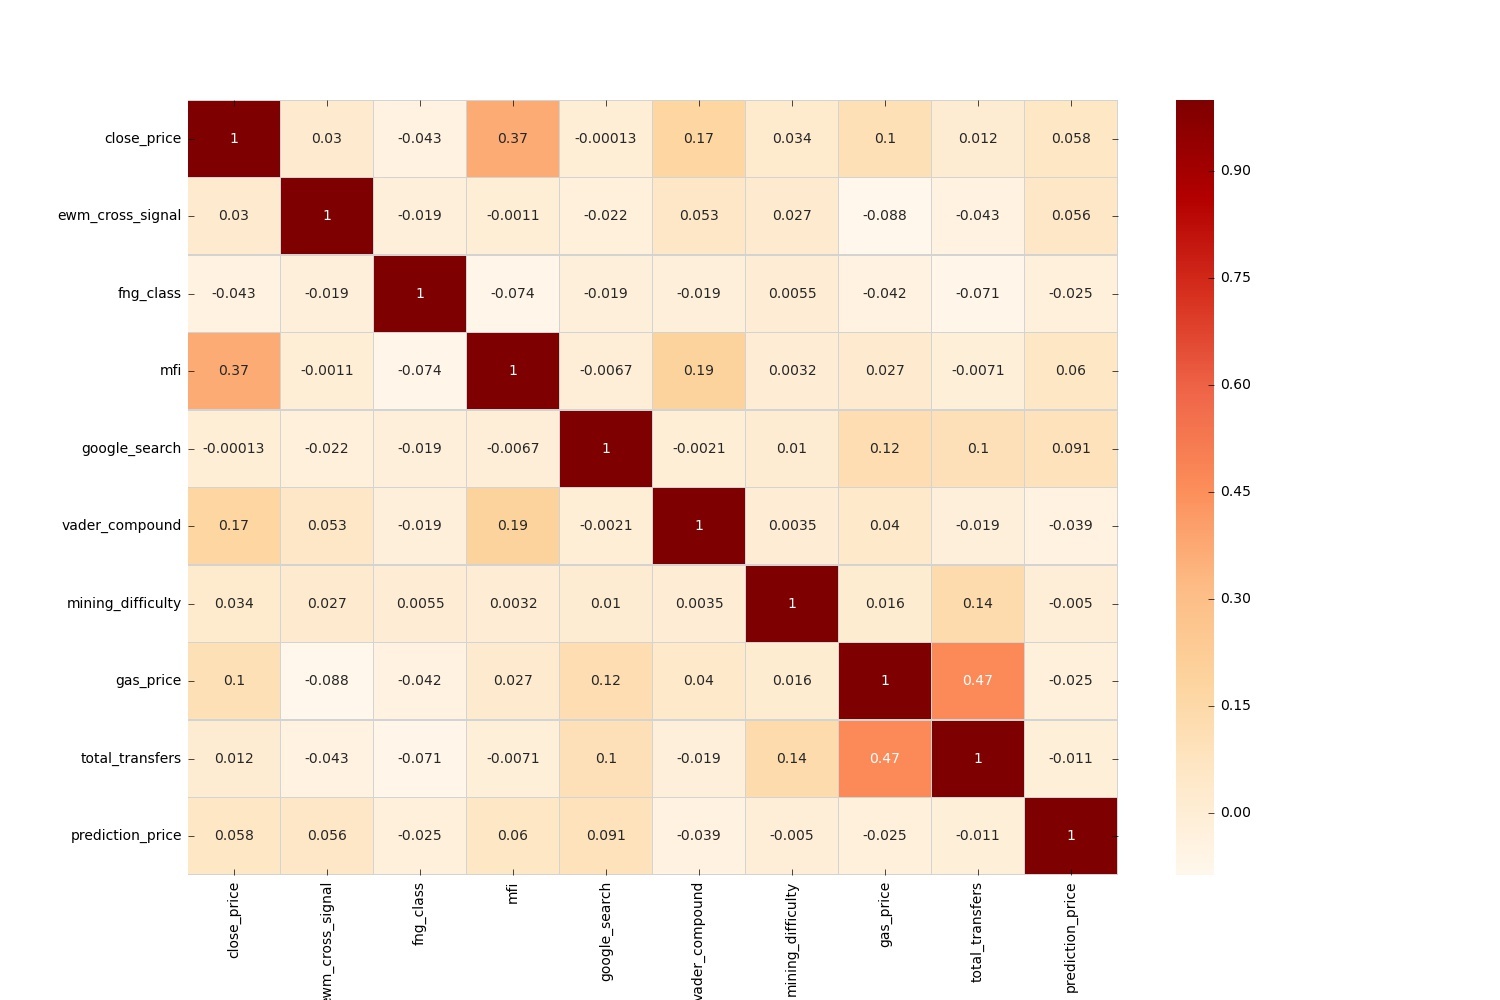 close_price 1 0.03 -0.043 0.37 -0.00013 0.17 0.034 0.1 0.012 0.058
ewm_cross_signal 0.03 1 -0.019 -0.0011 -0.022 0.053 0.027 -0.088 -0.043 0.056
fng_class -0.043 -0.019 1 -0.074 -0.019 -0.019 0.0055 -0.042 -0.071 -0.025
mfi 0.37 -0.0011 -0.074 1 -0.0067 0.19 0.0032 0.027 -0.0071 0.06
google_search -0.00013 -0.022 -0.019 -0.0067 1 -0.0021 0.01 0.12 0.1 0.091
vader_compound 0.17 0.053 -0.019 0.19 -0.0021 1 0.0035 0.04 -0.019 -0.039
mining_difficulty 0.034 0.027 0.0055 0.0032 0.01 0.0035 1 0.016 0.14 -0.005
gas_price 0.1 -0.088 -0.042 0.027 0.12 0.04 0.016 1 0.47 -0.025
total_transfers 0.012 -0.043 -0.071 -0.0071 0.1 -0.019 0.14 0.47 1 -0.011
prediction_price 0.058 0.056 -0.025 0.06 0.091 -0.039 -0.005 -0.025 -0.011 1
close_price
ewm_cross_signal
fng_class
mfi
google_search
vader_compound
mining_difficulty
gas_price
total_transfers
prediction_price
0.90
0.75
0.60
0.45
0.30
0.15
0.00